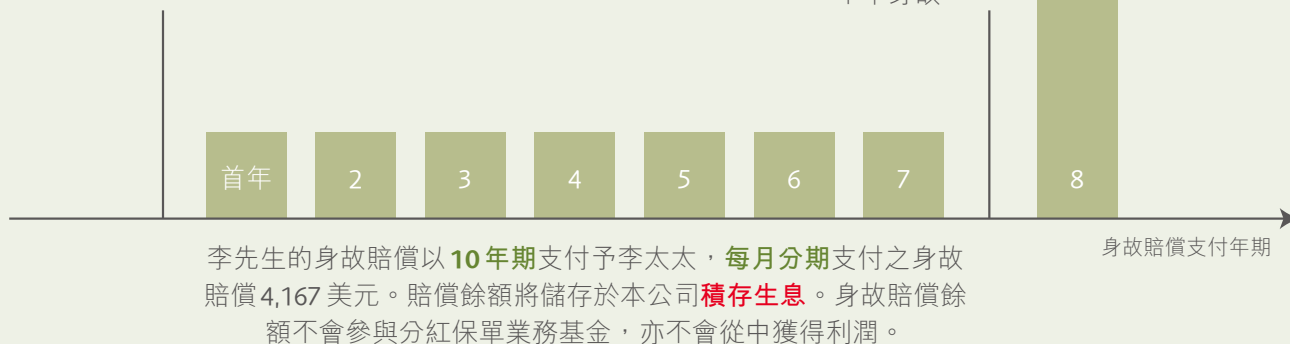 首年 2 3 4 5 6 7 8
身故賠償支付年期
李先生的身故賠償以10年期支付予李太太，每月分期支付之身故
賠償4,167美元。賠償餘額將儲存於本公司積存生息。身故賠償餘
額不會參與分紅保單業務基金，亦不會從中獲得利潤。